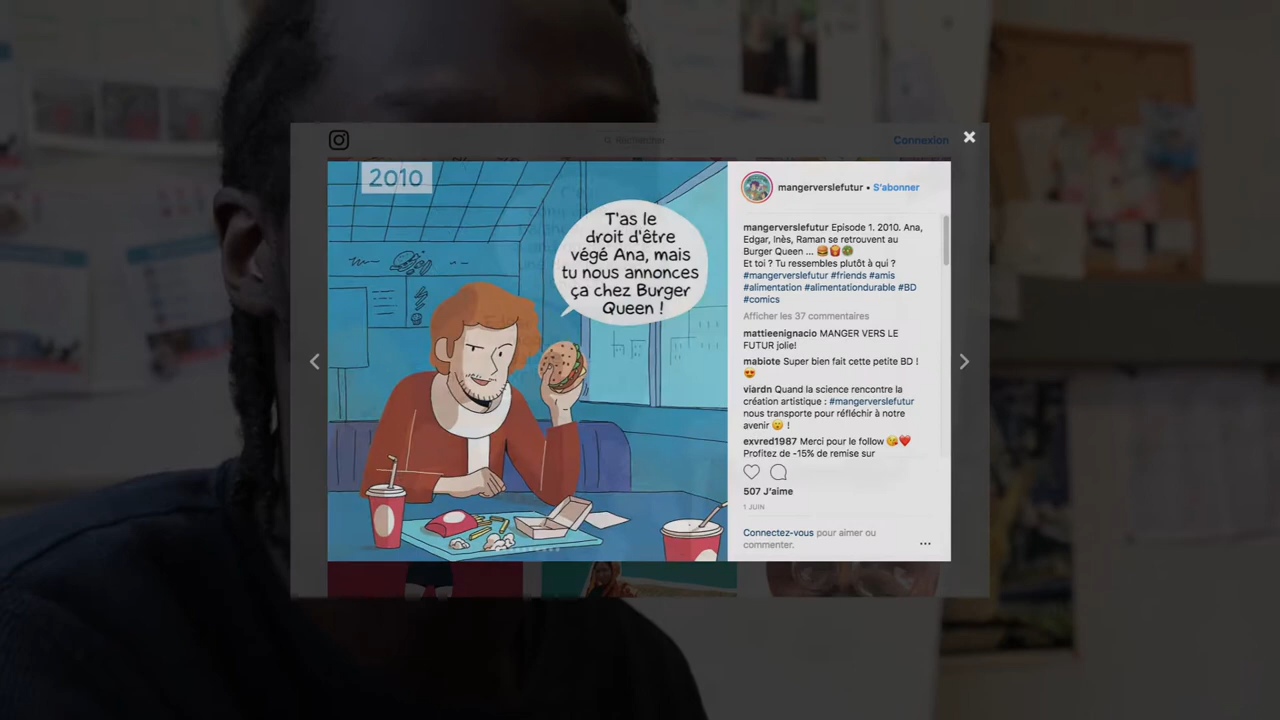 Rechercher
Connexion
2010
T'as le
droit d'être
végé Ana, mais
tu nous annonces
ça chez Burger
Queen !
mangerverslefutur • S'abonner
mangerverslefutur Episode 1. 2010. Ana,
Edgar, Inès, Raman se retrouvent au
Burger Queen ... 🍔🍟🥝
Et toi ? Tu ressembles plutôt à qui ?
#mangerverslefutur #friends #amis
#alimentation #alimentationdurable #BD
#comics
Afficher les 37 commentaires
mattieenignacio MANGER VERS LE
FUTUR jolie!
mabiote Super bien fait cette petite BD !
😍
viardn Quand la science rencontre la
création artistique : #mangerverslefutur
nous transporte pour réfléchir à notre
avenir 😮 !
exvred1987 Merci pour le follow 😘❤️
Profitez de -15% de remise sur
507 J'aime
1 JUIN
Connectez-vous pour aimer ou
commenter.